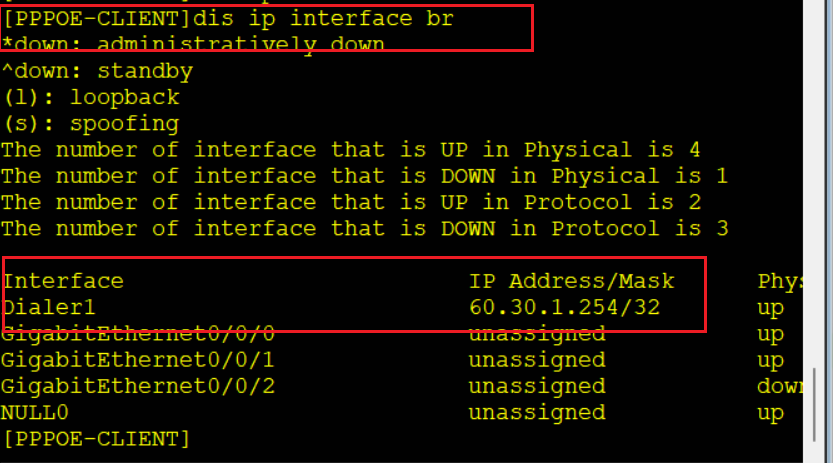 [PPPOE-CLIENT]dis ip interface br
*down: administratively down
^down: standby
(l): loopback
(s): spoofing
The number of interface that is UP in Physical is 4
The number of interface that is DOWN in Physical is 1
The number of interface that is UP in Protocol is 2
The number of interface that is DOWN in Protocol is 3
Interface IP Address/Mask Phys
Dialer1 60.30.1.254/32 up
GigabitEthernet0/0/0 unassigned up
GigabitEthernet0/0/1 unassigned up
GigabitEthernet0/0/2 unassigned down
NULL0 unassigned up
[PPPOE-CLIENT]